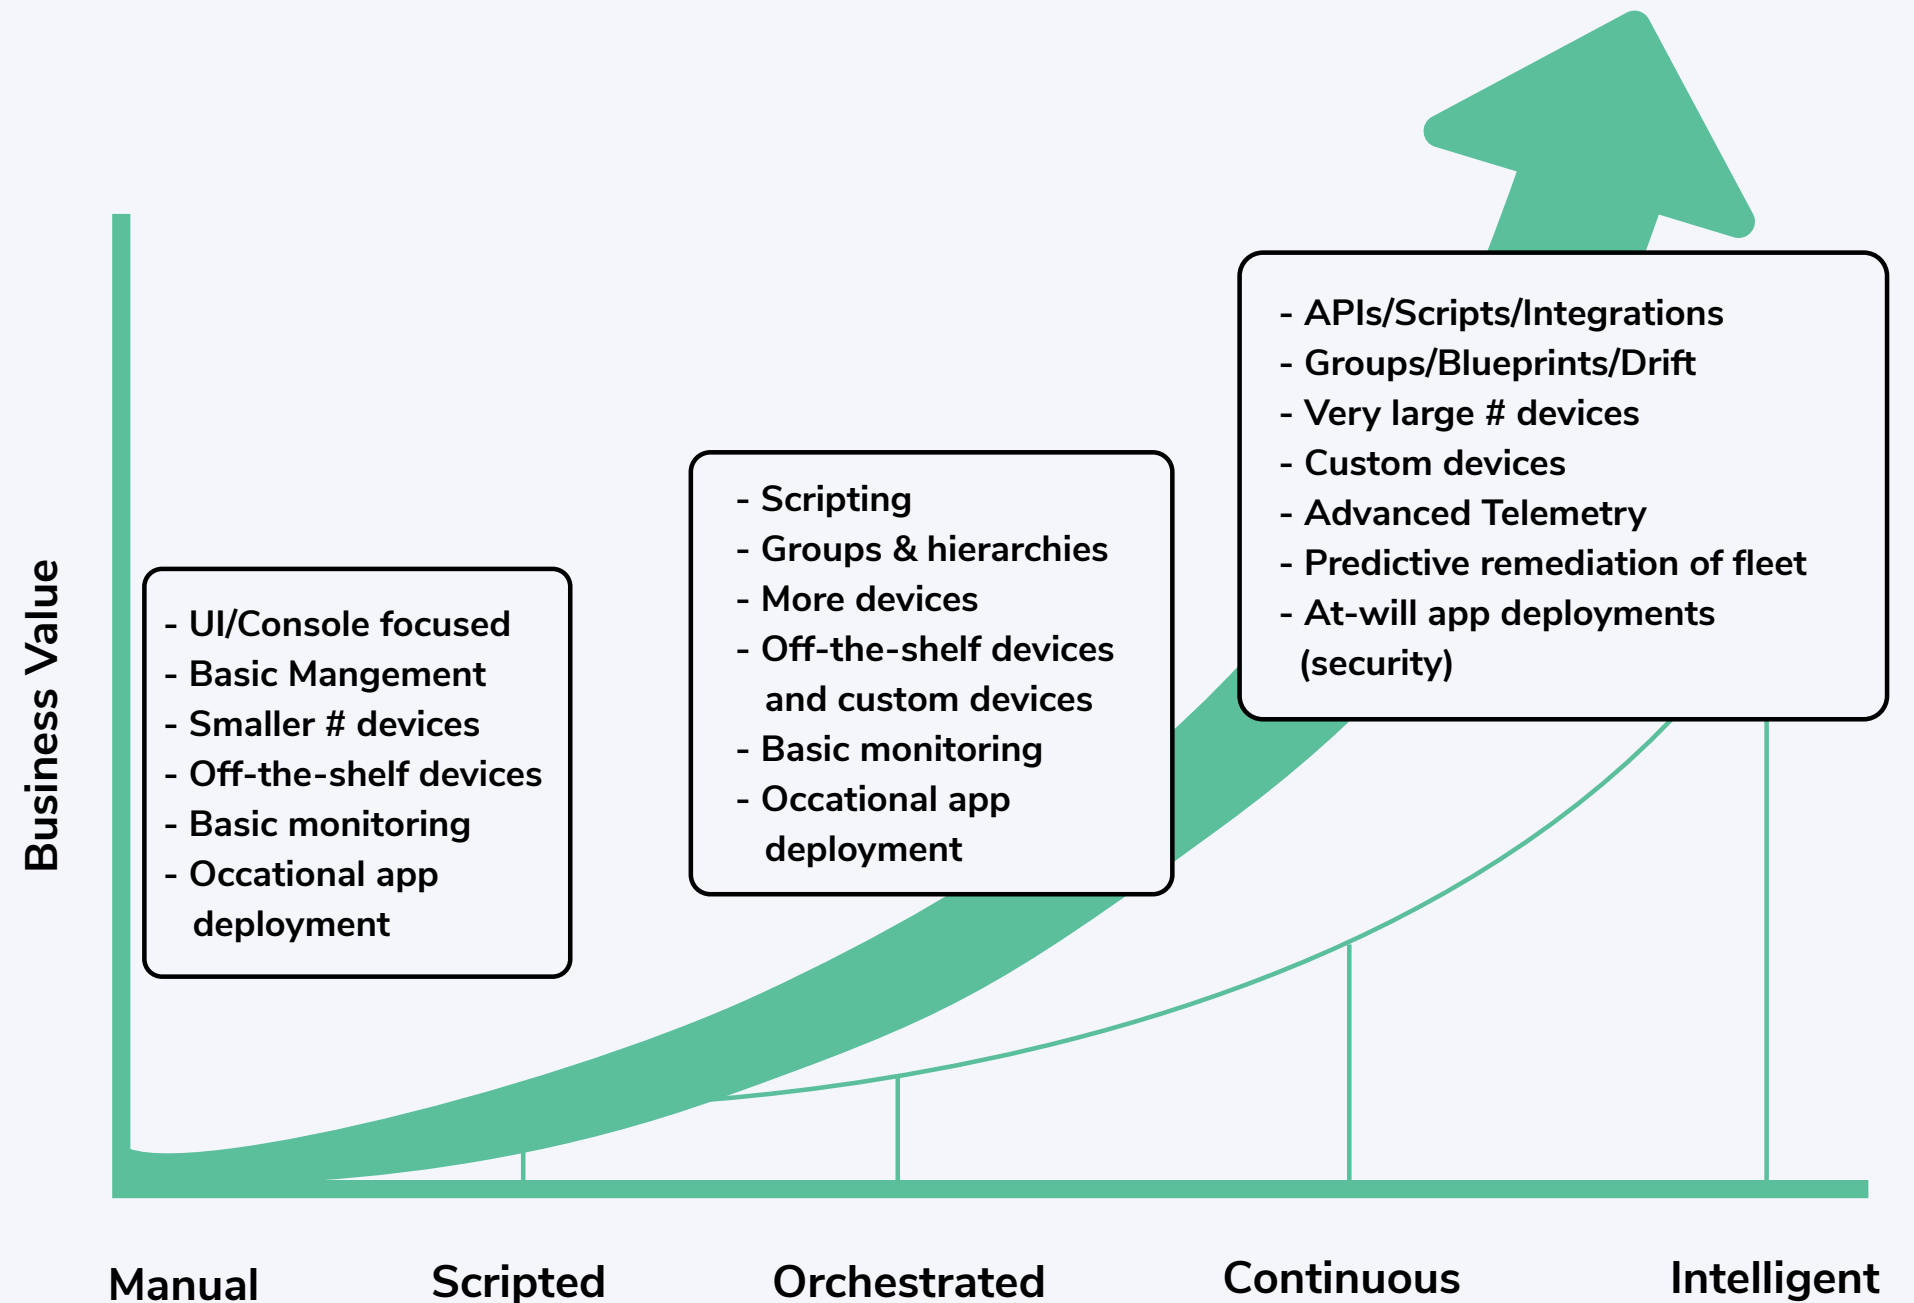 Business Value
- UI/Console focused
- Basic Mangement
- Smaller # devices
- Off-the-shelf devices
- Basic monitoring
- Occational app
deployment
- Scripting
- Groups & hierarchies
- More devices
- Off-the-shelf devices
and custom devices
- Basic monitoring
- Occational app
deployment
- APIs/Scripts/Integrations
- Groups/Blueprints/Drift
- Very large # devices
- Custom devices
- Advanced Telemetry
- Predictive remediation of fleet
- At-will app deployments
(security)
Manual
Scripted
Orchestrated
Continuous
Intelligent